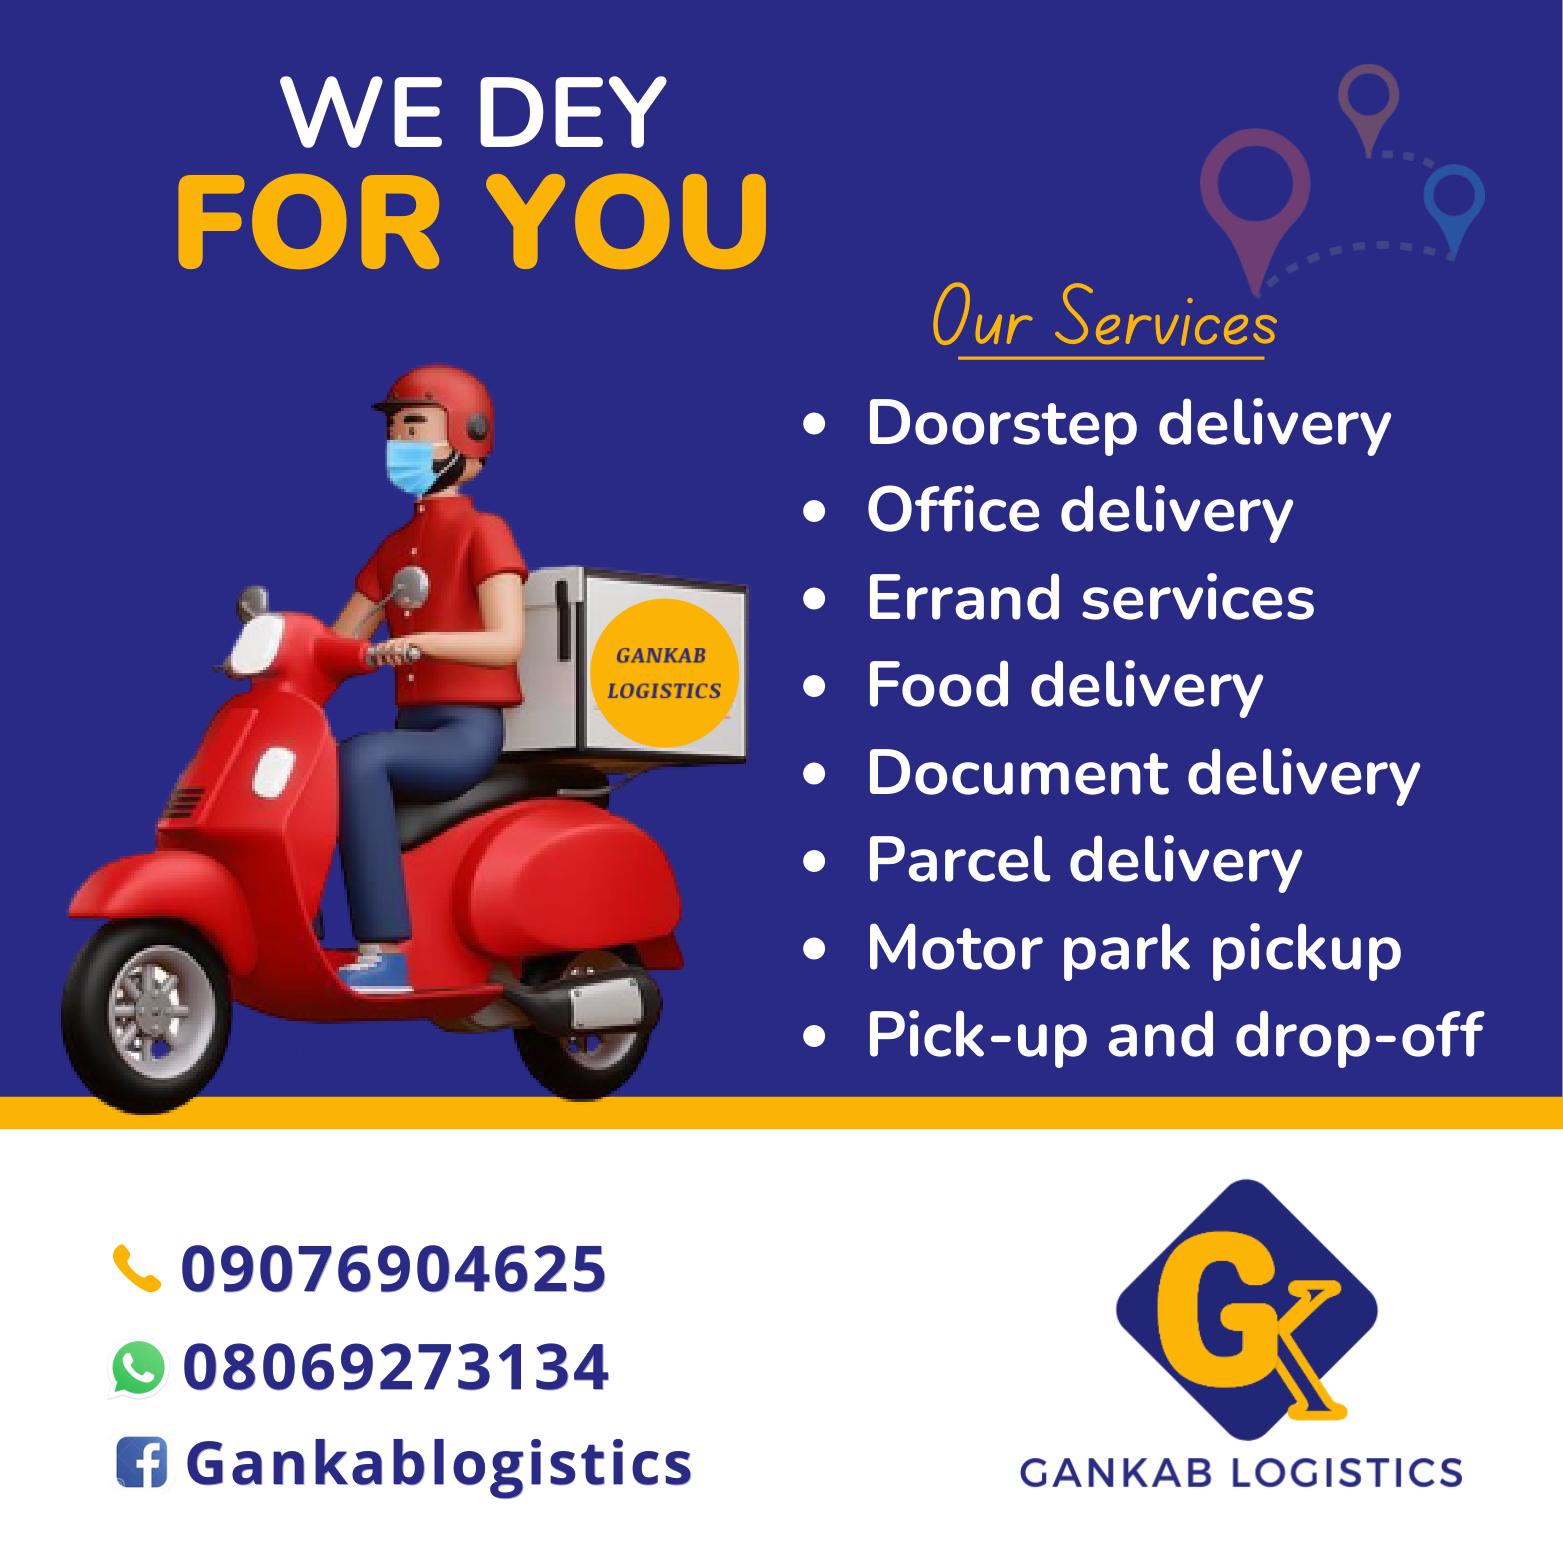 WE DEY
FOR YOU
Our Services
• Doorstep delivery
• Office delivery
• Errand services
• Food delivery
• Document delivery
• Parcel delivery
• Motor park pickup
• Pick-up and drop-off
GANKAB
LOGISTICS
09076904625
08069273134
Gankablogistics
GK
GANKAB LOGISTICS